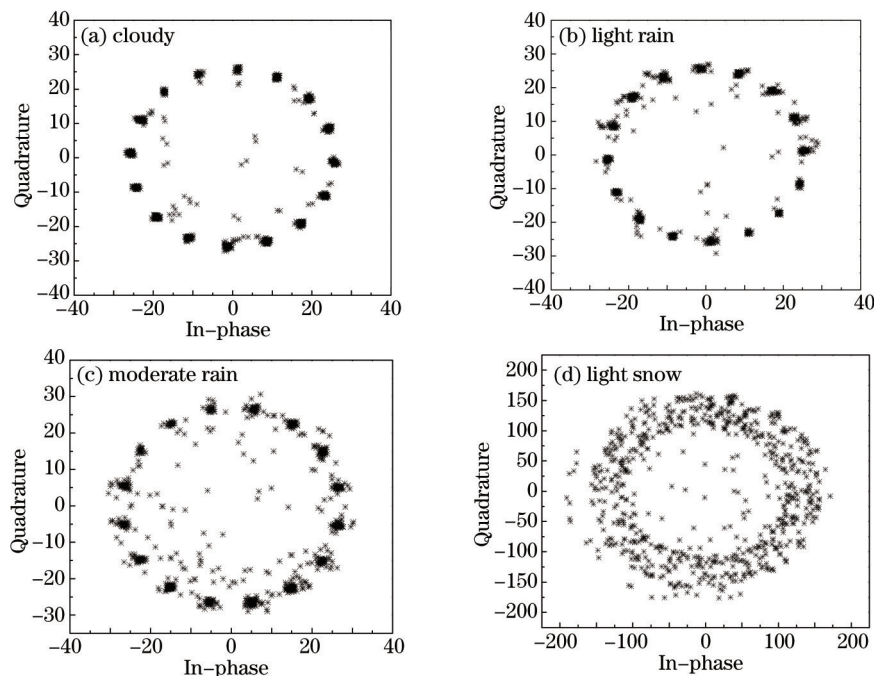 (a) cloudy
40
30
20
10
0
−10
−20
−30
−40
Quadrature
−40 −20 0 20 40
In−phase
(b) light rain
40
30
20
10
0
−10
−20
−30
−40
Quadrature
−40 −20 0 20 40
In−phase
(c) moderate rain
40
30
20
10
0
−10
−20
−30
Quadrature
−40 −20 0 20 40
In−phase
(d) light snow
200
150
100
50
0
−50
−100
−150
−200
Quadrature
−200 −100 0 100 200
In−phase